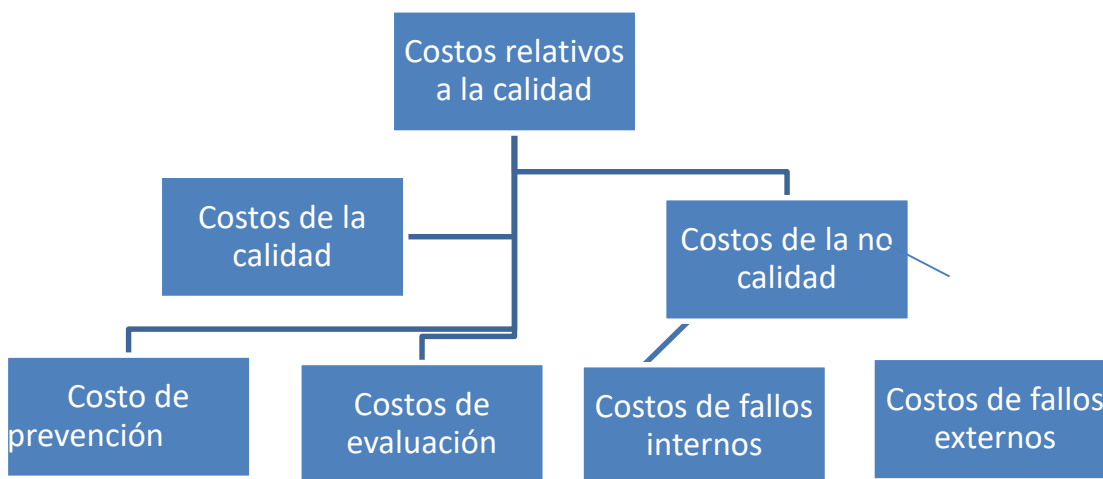 Costos relativos
a la calidad
Costos de la
calidad
Costos de la no
calidad
Costo de
prevención
Costos de
evaluación
Costos de fallos
internos
Costos de fallos
externos